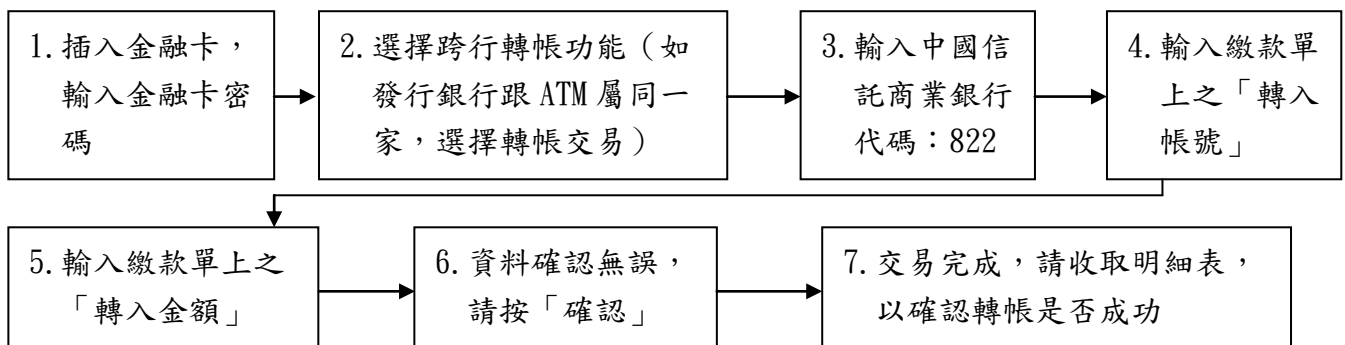 1.插入金融卡，
輸入金融卡密
碼
2.選擇跨行轉帳功能（如
發行銀行跟 ATM 屬同一
家，選擇轉帳交易）
3.輸入中國信
託商業銀行
代碼：822
4.輸入繳款單
上之「轉入
帳號」
5.輸入繳款單上之
「轉入金額」
6.資料確認無誤，
請按「確認」
7.交易完成，請收取明細表，
以確認轉帳是否成功